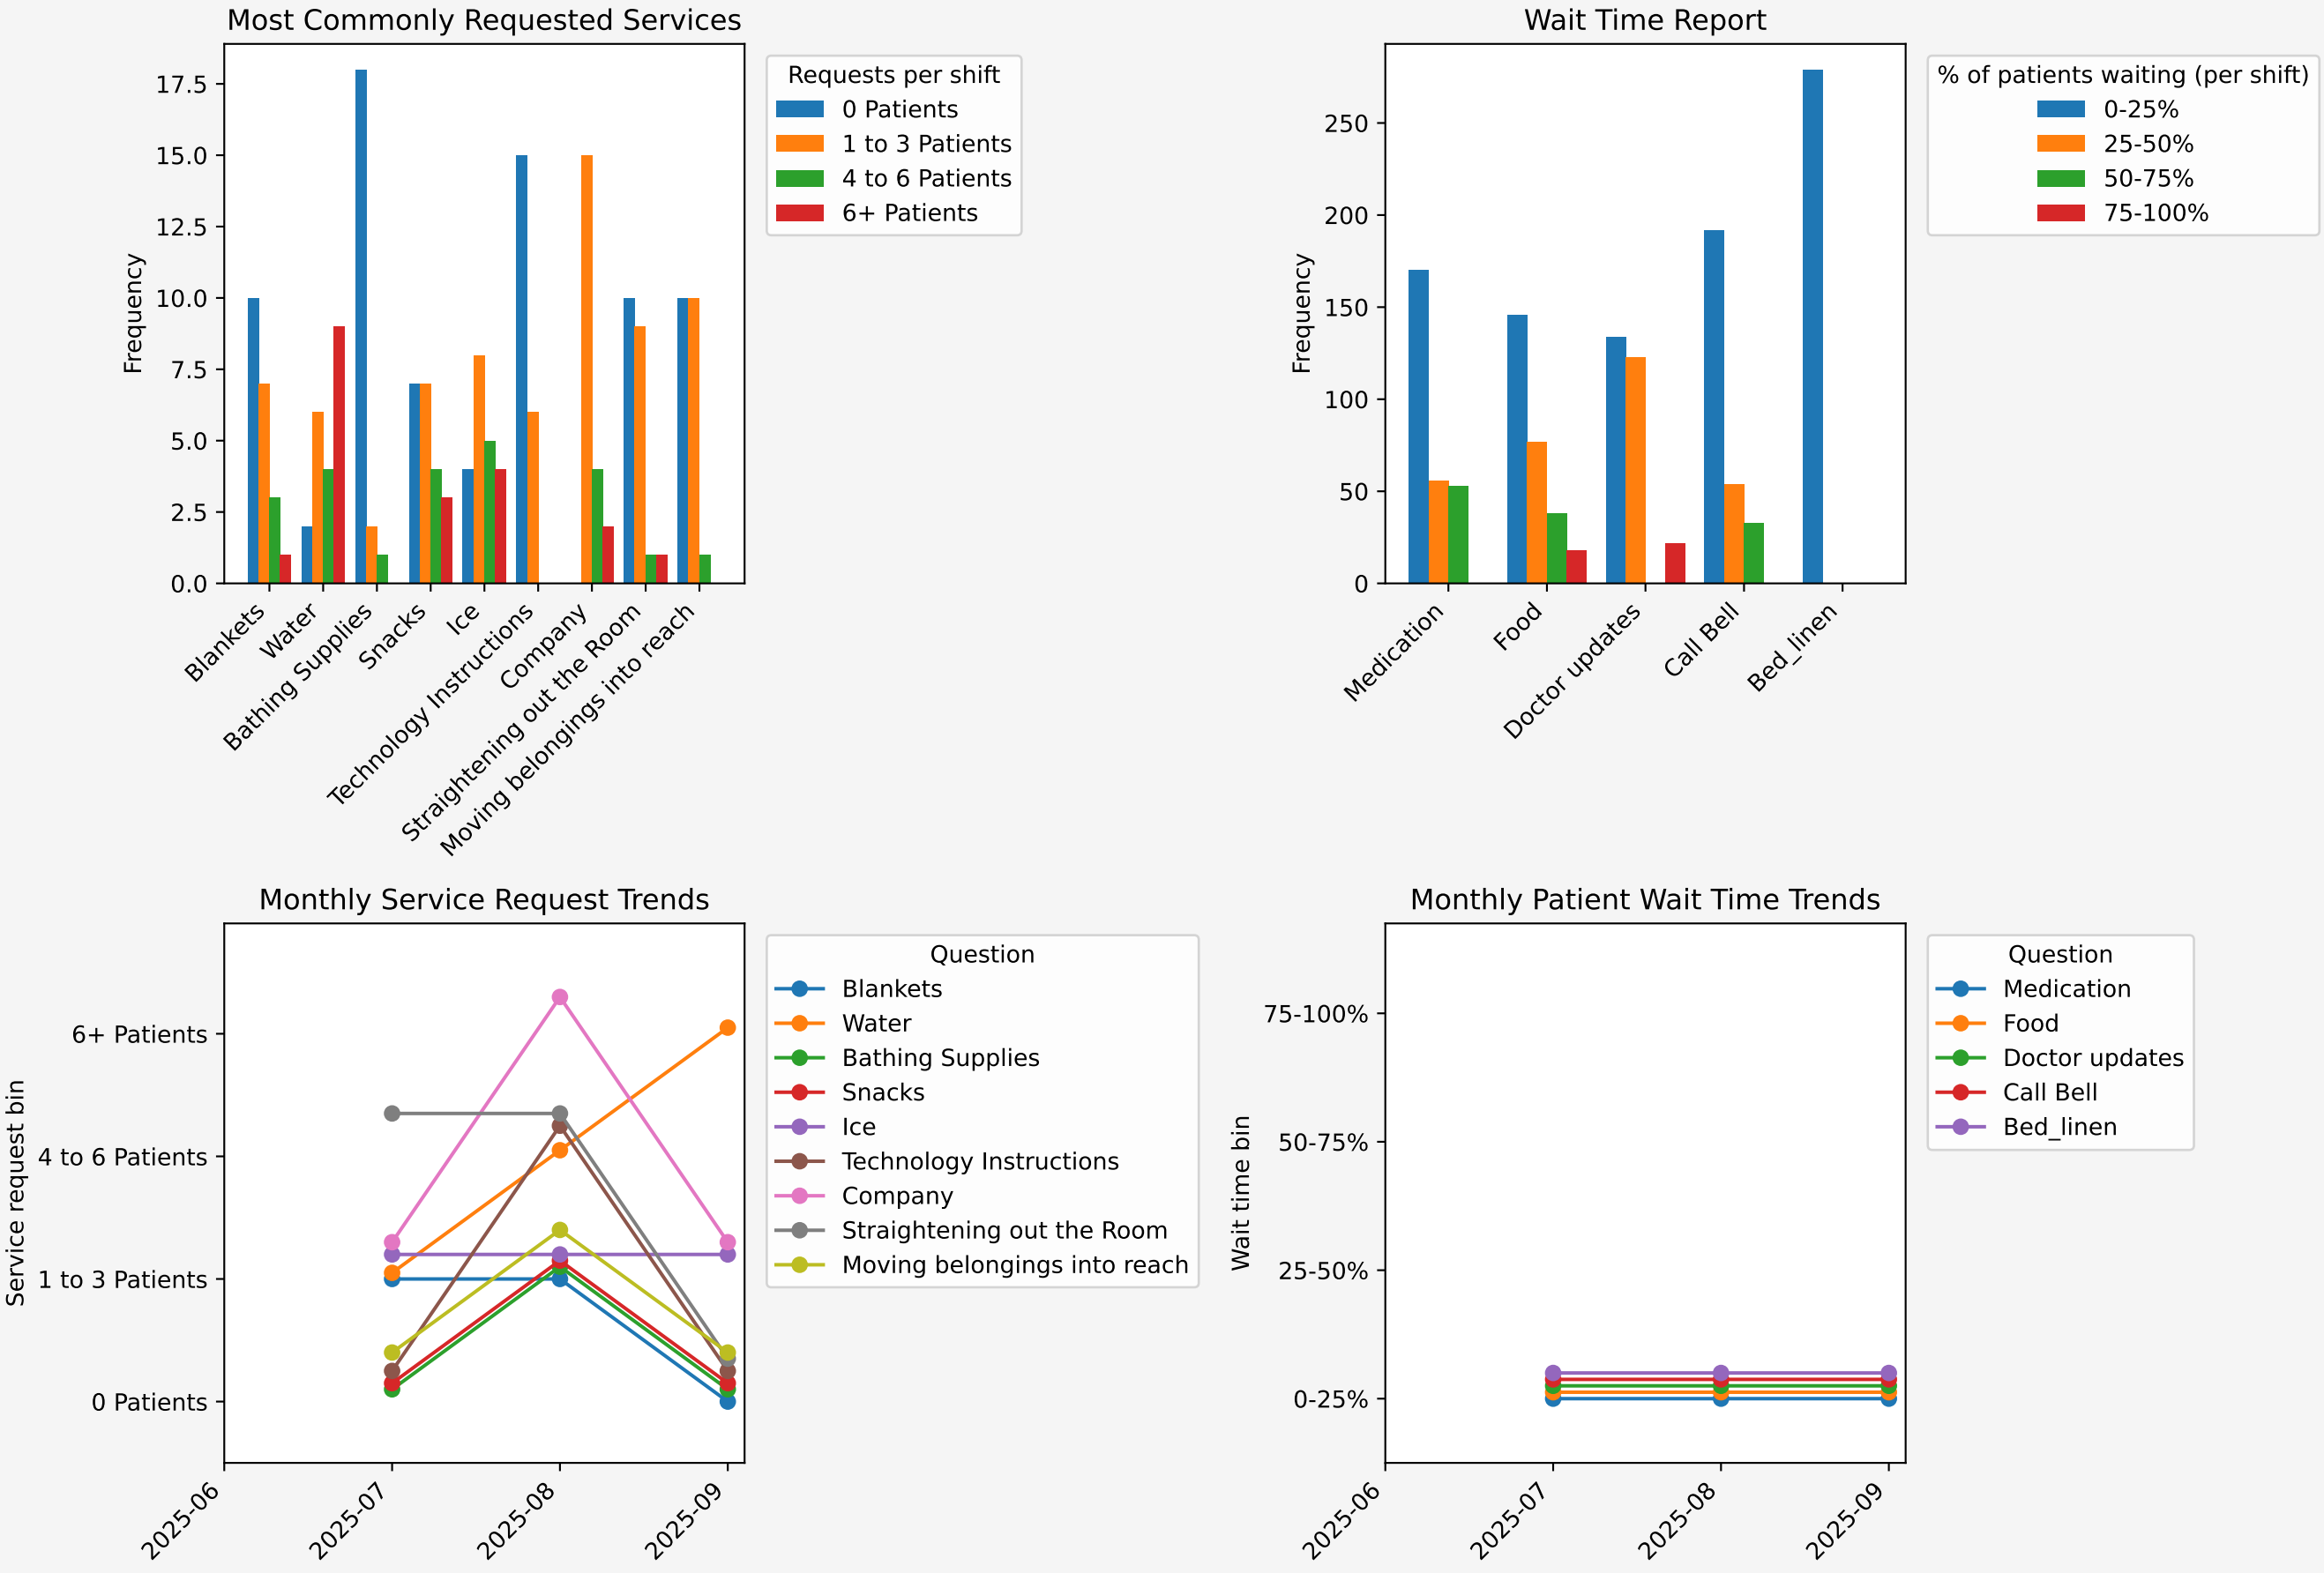 Most Commonly Requested Services
Frequency
17.5
15.0
12.5
10.0
7.5
5.0
2.5
0.0
Blankets
Water
Bathing Supplies
Snacks
Ice
Technology Instructions
Company
Straightening out the Room
Moving belongings into reach
Requests per shift
0 Patients
1 to 3 Patients
4 to 6 Patients
6+ Patients
Wait Time Report
Frequency
250
200
150
100
50
0
Medication
Food
Doctor updates
Call Bell
Bed_linen
% of patients waiting (per shift)
0-25%
25-50%
50-75%
75-100%
Monthly Service Request Trends
Service request bin
6+ Patients
4 to 6 Patients
1 to 3 Patients
0 Patients
2025-06
2025-07
2025-08
2025-09
Question
Blankets
Water
Bathing Supplies
Snacks
Ice
Technology Instructions
Company
Straightening out the Room
Moving belongings into reach
Monthly Patient Wait Time Trends
Wait time bin
75-100%
50-75%
25-50%
0-25%
2025-06
2025-07
2025-08
2025-09
Question
Medication
Food
Doctor updates
Call Bell
Bed_linen